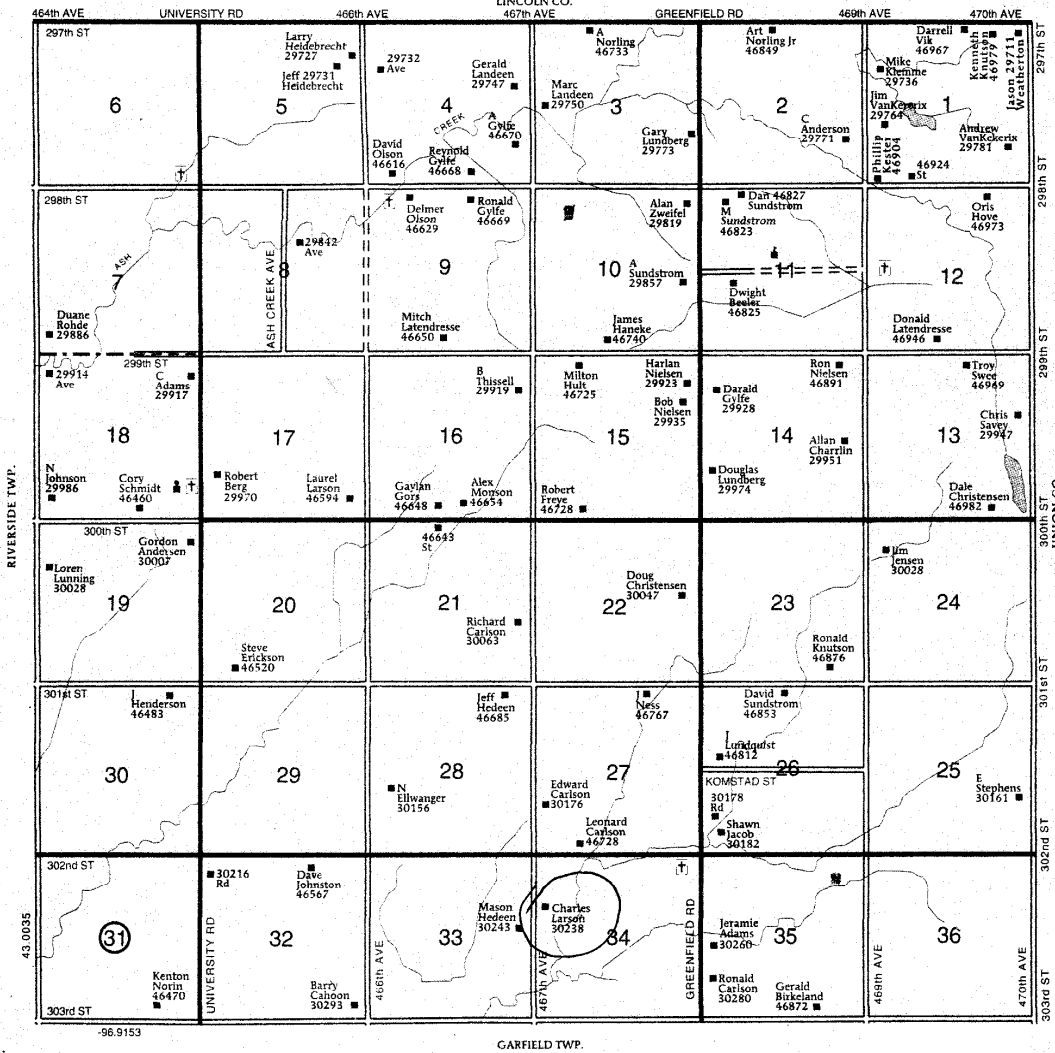 LINCOLN CO.
464th AVE
UNIVERSITY RD
466th AVE
467th AVE
GREENFIELD RD
469th AVE
470th AVE
297th ST
297th ST
6
Larry
Heidebrecht
29727
Jeff 29731
Heidebrecht
5
29732
Ave
Gerald
Landeen
29747
4
CREEK
A
Gylfe
46670
David
Olson
46616
Reynold
Gylfe
46668
A
Norling
46733
Marc
Landeen
29750
3
Gary
Lundberg
29773
Art
Norling Jr
46849
2
C
Anderson
29771
Darrell
Vik
46967
Kenneth
Knutson
46979
Jason 29711
Weatherton
Mike
Klemme
29736
Jim
29764
1
Andrew
VanKekerix
29781
Phillip
Kester
46904
46924
St
298th ST
298th ST
ASH
7
Duane
Rohde
29886
29842
Ave
8
ASH CREEK AVE
Delmer
Olson
46629
Ronald
Gylfe
46669
9
Mitch
Latendresse
46650
Alan
Zweifel
29819
10
A
Sundstrom
29857
James
Haneke
46740
Dan 46827
Sundstrom
M
Sundstrom
46823
11
Dwight
Beeler
46825
Oris
Hove
46973
12
Donald
Latendresse
46946
299th ST
299th ST
29914
Ave
C
Adams
29917
18
N
Johnson
29986
Cory
Schmidt
46460
17
Robert
Berg
29970
Laurel
Larson
46594
B
Thissell
29919
16
Gaylan
Gors
46648
Alex
Monson
46654
Milton
Hult
46725
Harlan
Nielsen
29923
Bob
Nielsen
29935
15
Robert
Freye
46728
Ron
Nielsen
46891
Darald
Gylfe
29928
14
Allan
Charrlin
29951
Douglas
Lundberg
29974
Troy
Swee
46969
Chris
Savey
29947
13
Dale
Christensen
46982
RIVERSIDE TWP.
UNION CO.
300th ST
300th ST
Gordon
Andersen
30007
Loren
Lunning
30028
19
20
Steve
Erickson
46520
46643
St
21
Richard
Carlson
30063
Doug
Christensen
30047
22
23
Ronald
Knutson
46876
Jim
Jensen
30028
24
301st ST
301st ST
J
Henderson
46483
30
29
Jeff
Hedeen
46685
28
N
Ellwanger
30156
J
Ness
46767
27
Edward
Carlson
30176
Leonard
Carlson
46728
David
Sundstrom
46853
J
Lundquist
46812
26
KOMSTAD ST
30178
Rd
Shawn
Jacob
30182
25
E
Stephens
30161
302nd ST
302nd ST
43.0035
31
Kenton
Norin
46470
30216
Rd
Dave
Johnston
46567
UNIVERSITY RD
32
Barry
Cahoon
30293
466th AVE
33
Mason
Hedeen
30243
467th AVE
Charles
Larson
30238
34
GREENFIELD RD
Jeramie
Adams
30260
35
Ronald
Carlson
30280
Gerald
Birkeland
46872
469th AVE
36
470th AVE
303rd ST
303rd ST
-96.9153
GARFIELD TWP.